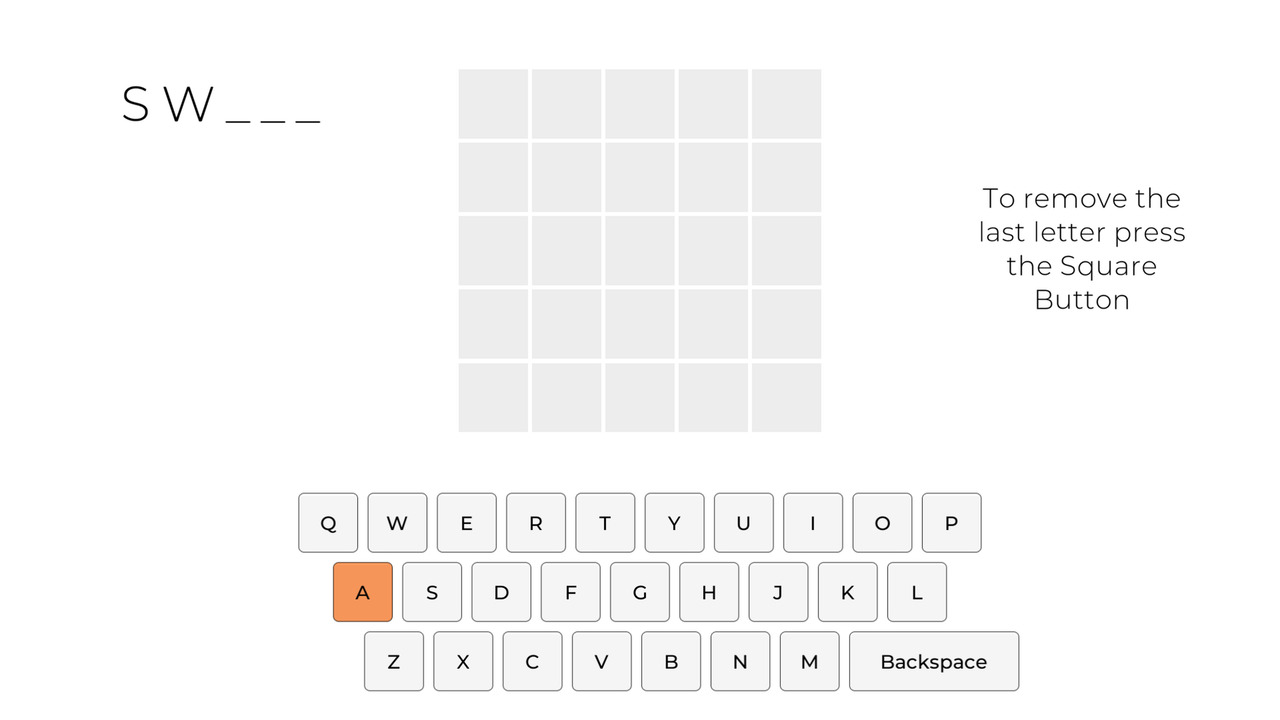 S W _ _ _
To remove the
last letter press
the Square
Button
Q W E R T Y U I O P
A S D F G H J K L
Z X C V B N M Backspace